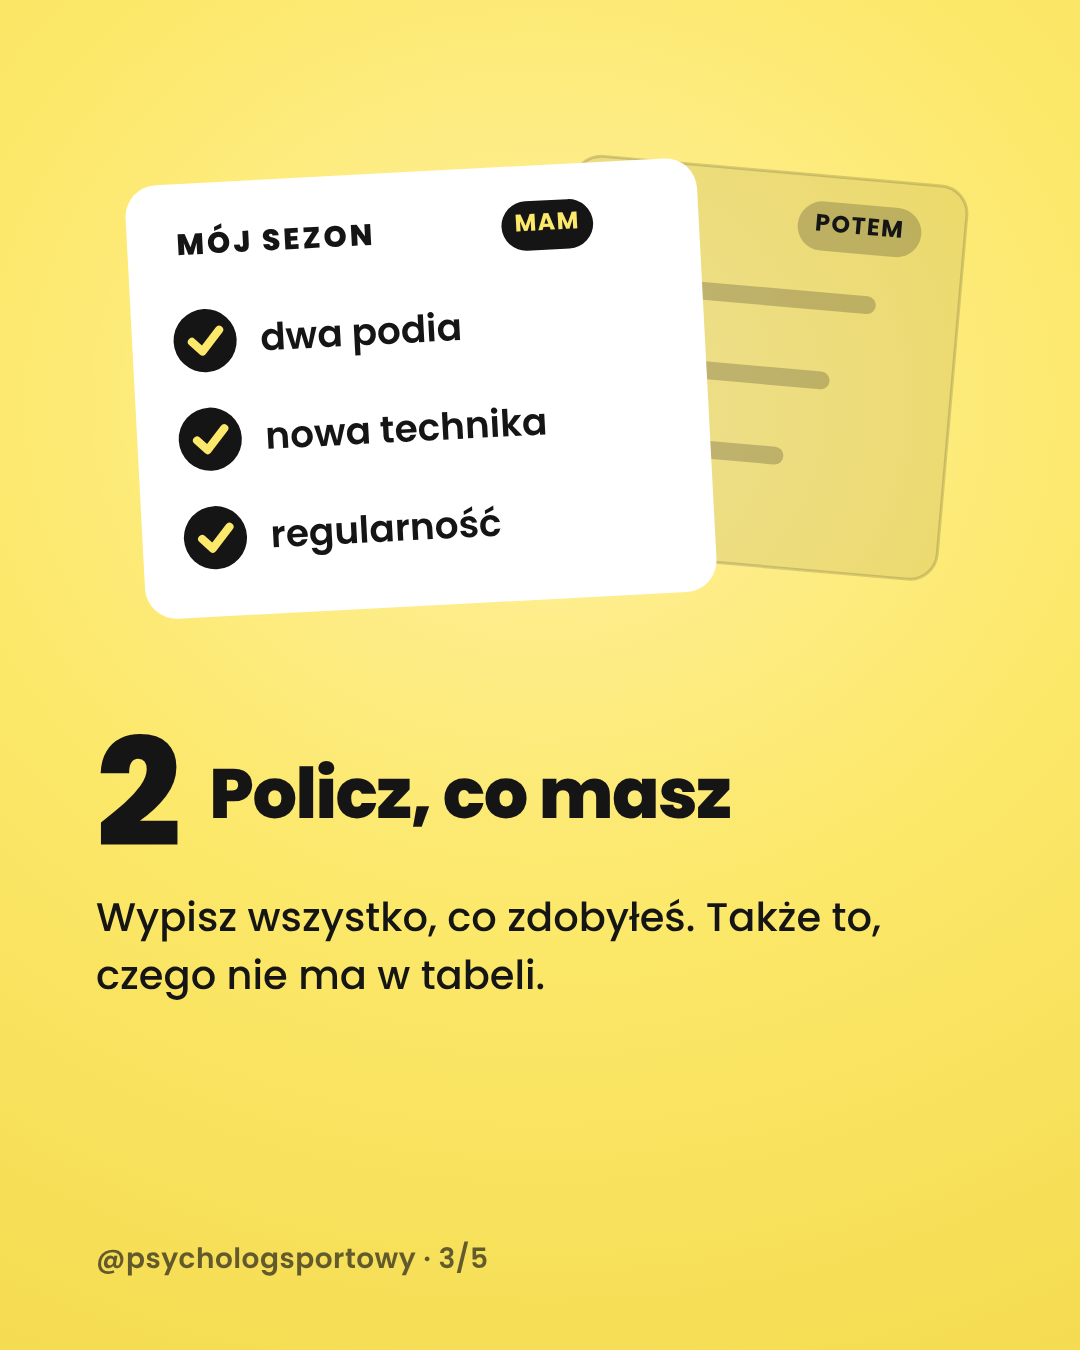 MÓJ SEZON
MAM
POTEM
dwa podia
nowa technika
regularność
2 Policz, co masz
Wypisz wszystko, co zdobyłeś. Także to,
czego nie ma w tabeli.
@psychologsportowy · 3/5